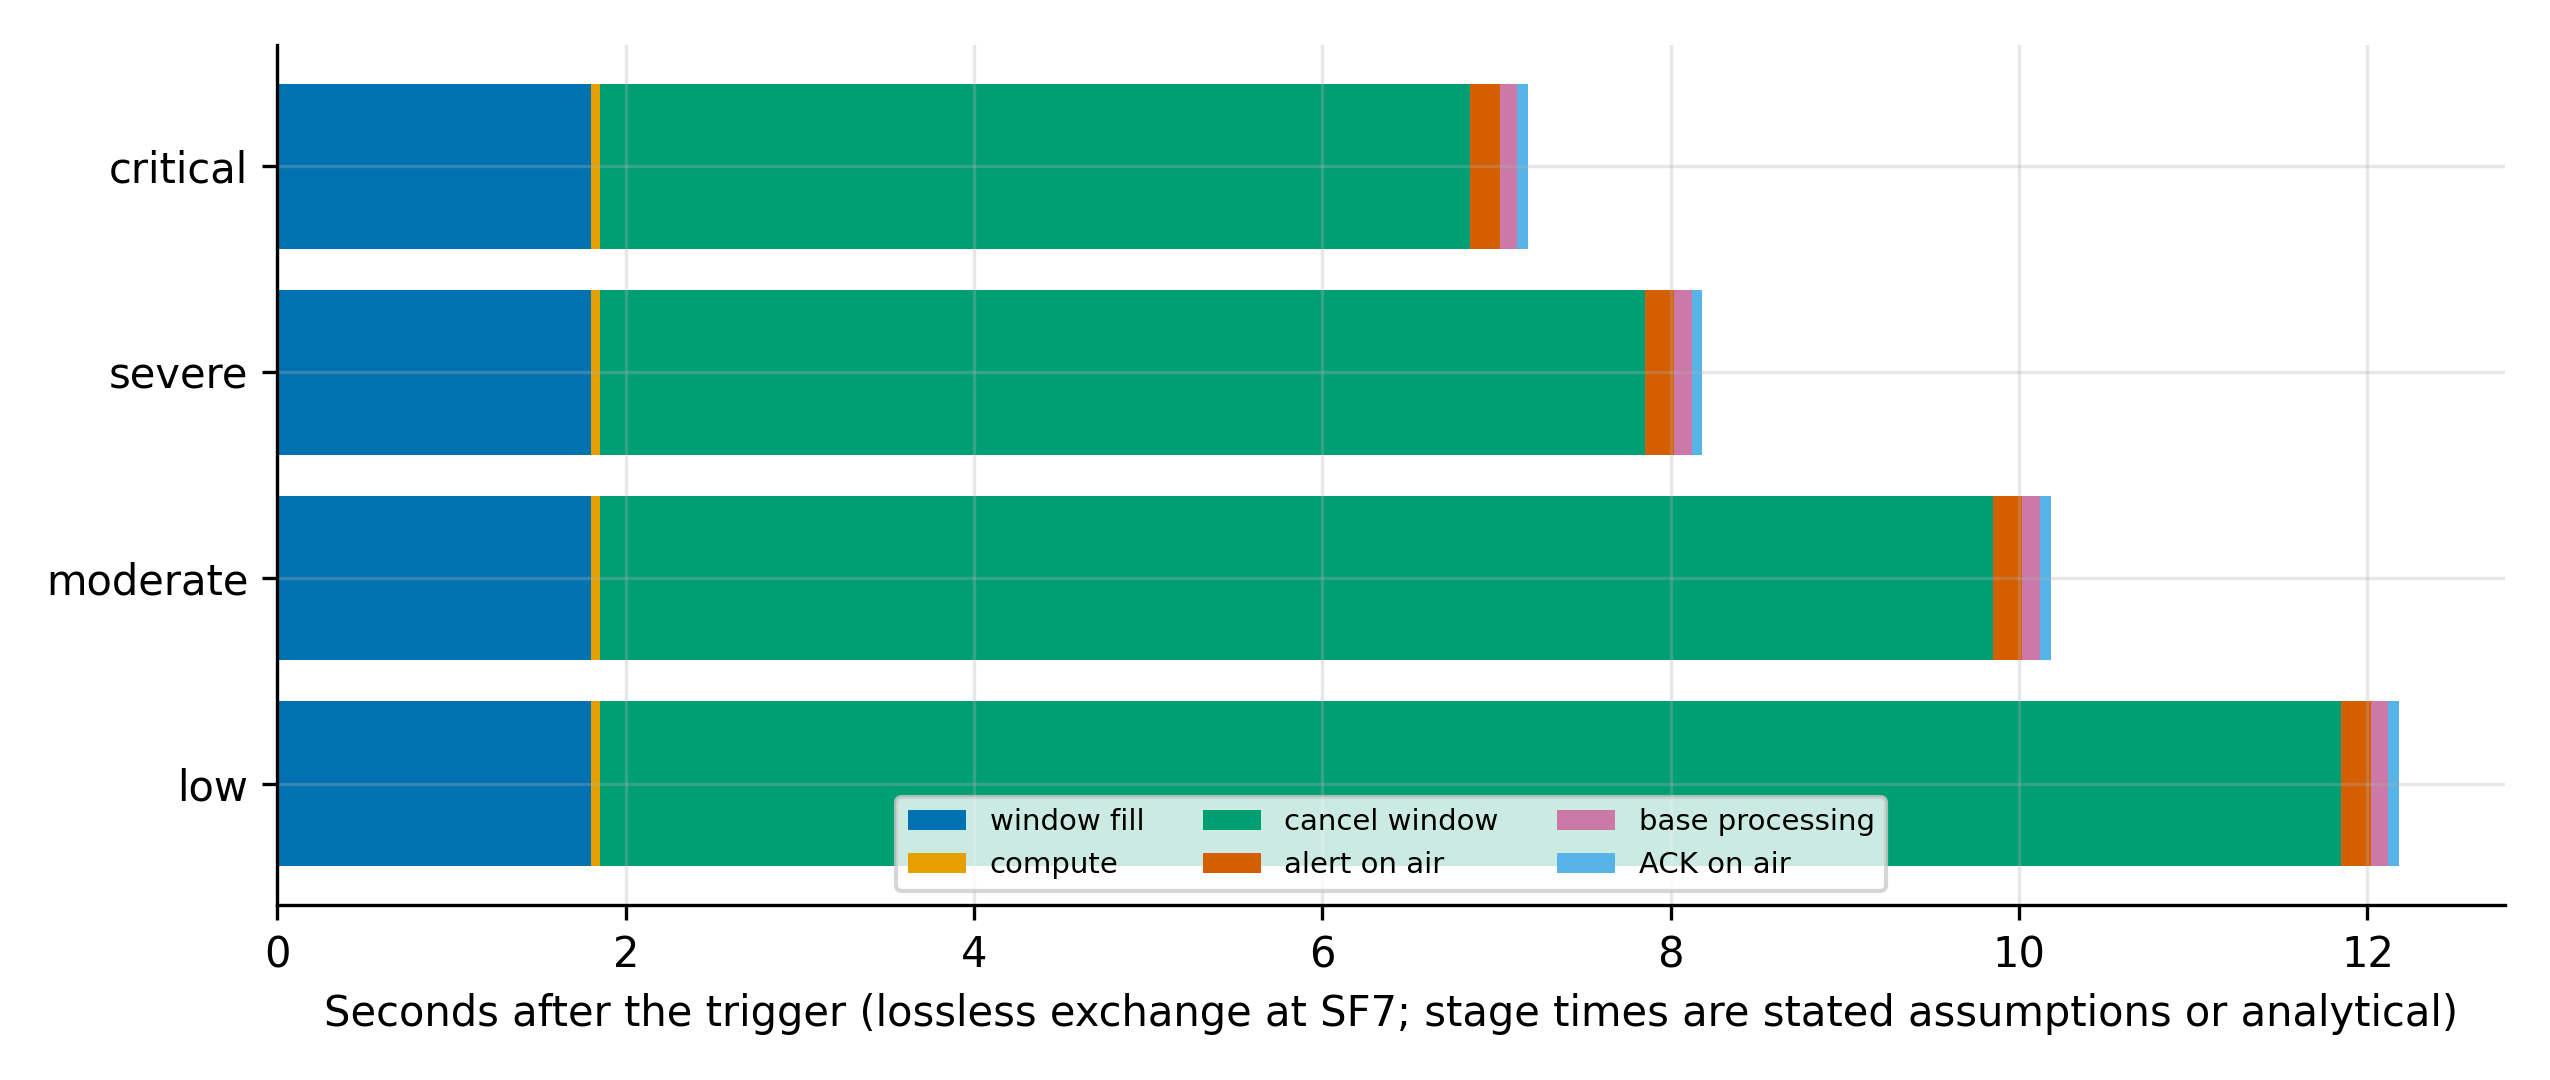 critical
severe
moderate
low
window fill
compute
cancel window
alert on air
base processing
ACK on air
0 2 4 6 8 10 12
Seconds after the trigger (lossless exchange at SF7; stage times are stated assumptions or analytical)